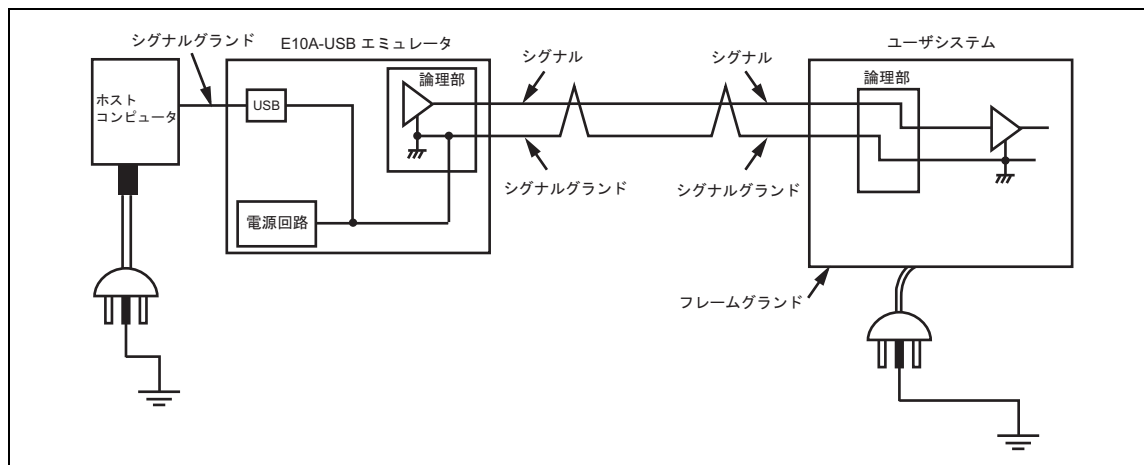 シグナルグランド
E10A-USB エミュレータ
シグナル
シグナル
ユーザシステム
ホスト
コンピュータ
USB
論理部
論理部
シグナルグランド
シグナルグランド
電源回路
フレームグランド